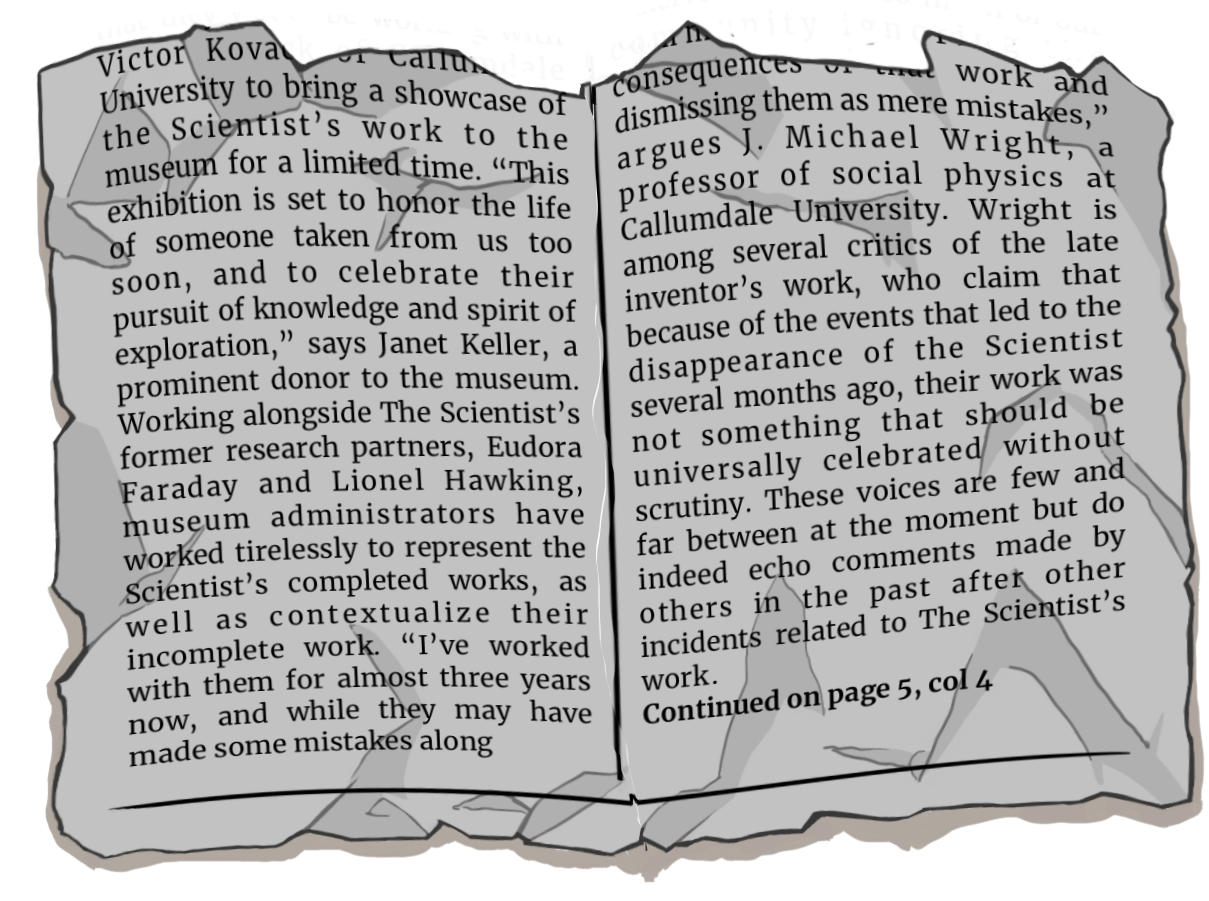 Victor
University to bring a showcase of
the Scientist's work to the
museum for a limited time. “This
exhibition is set to honor the life
of someone taken from us too
soon, and to celebrate their
pursuit of knowledge and spirit of
exploration,” says Janet Keller, a
prominent donor to the museum.
Working alongside The Scientist's
former research partners, Eudora
Faraday and Lionel Hawking,
museum administrators have
worked tirelessly to represent the
Scientist's completed works, as
well as contextualize their
incomplete work. “I've worked
with them for almost three years
now, and while they may have
made some mistakes along
consequences of that work and
dismissing them as mere mistakes,”
argues J. Michael Wright, a
professor of social physics at
Callumdale University. Wright is
among several critics of the late
inventor's work, who claim that
because of the events that led to the
disappearance of the Scientist
several months ago, their work was
not something that should be
universally celebrated without
scrutiny. These voices are few and
far between at the moment but do
indeed echo comments made by
others in the past after other
incidents related to The Scientist's
work.
Continued on page 5, col 4